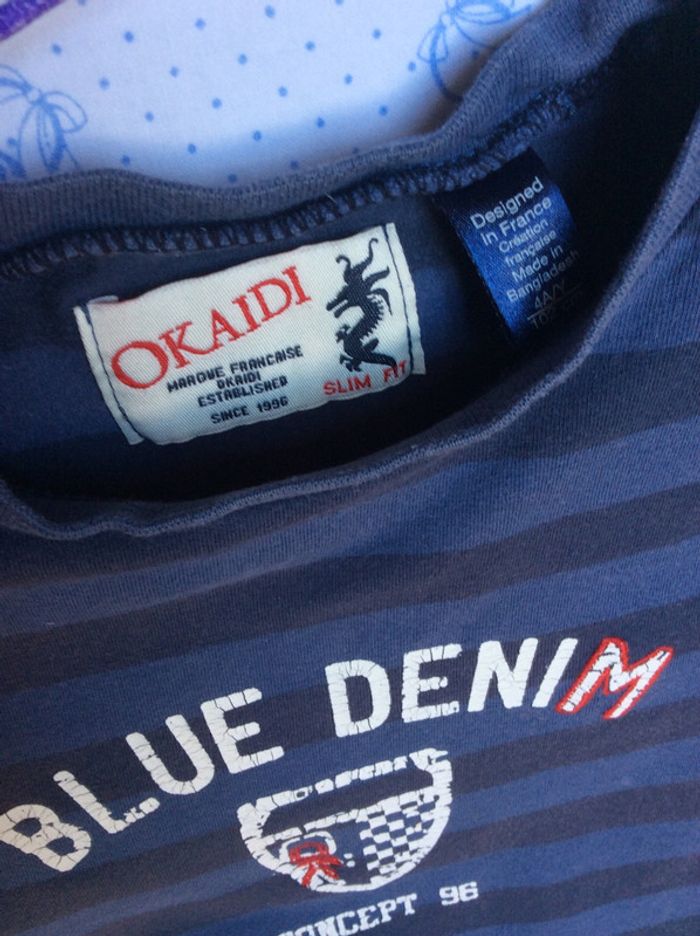 OKAIDI
MARQUE FRANCAISE
OKAIDI
ESTABLISHED
SINCE 1996
SLIM FIT
Designed
in France
Création
française
Made in
Bangladesh
4A/Y
BLUE DENIM
CONCEPT 96